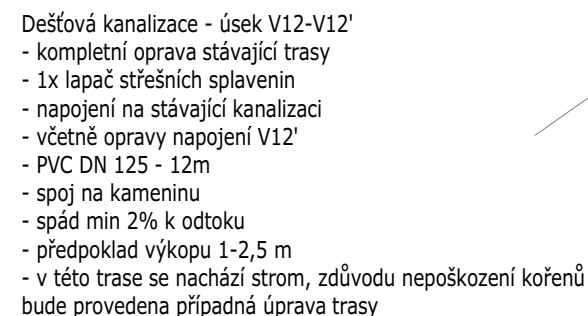 Dešťová kanalizace - úsek V12-V12'
- kompletní oprava stávající trasy
- 1x lapač střešních splavenin
- napojení na stávající kanalizaci
- včetně opravy napojení V12'
- PVC DN 125 - 12m
- spoj na kameninu
- spád min 2% k odtoku
- předpoklad výkopu 1-2,5 m
- v této trase se nachází strom, zdůvodu nepoškození kořenů
bude provedena případná úprava trasy